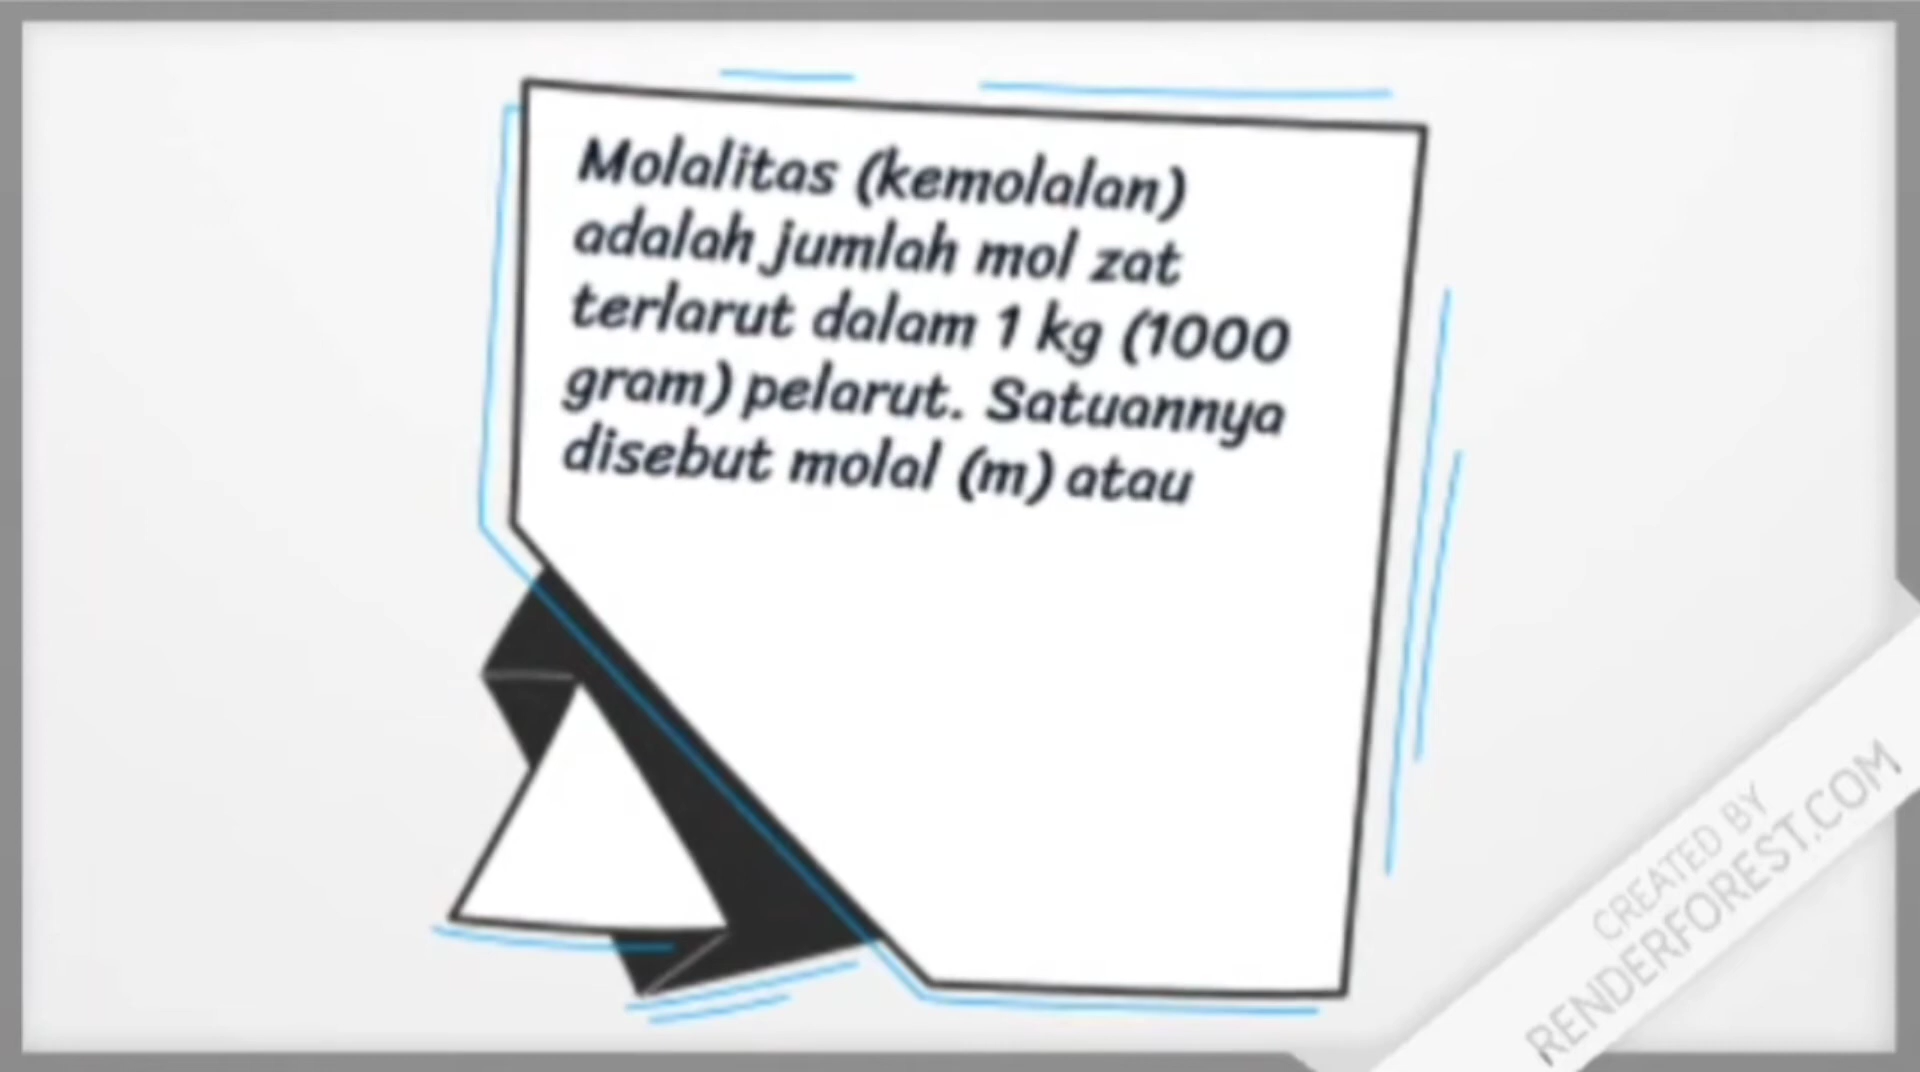 Molalitas (kemolalan)
adalah jumlah mol zat
terlarut dalam 1 kg (1000
gram) pelarut. Satuannya
disebut molal (m) atau
CREATED BY
RENDERFOREST.COM